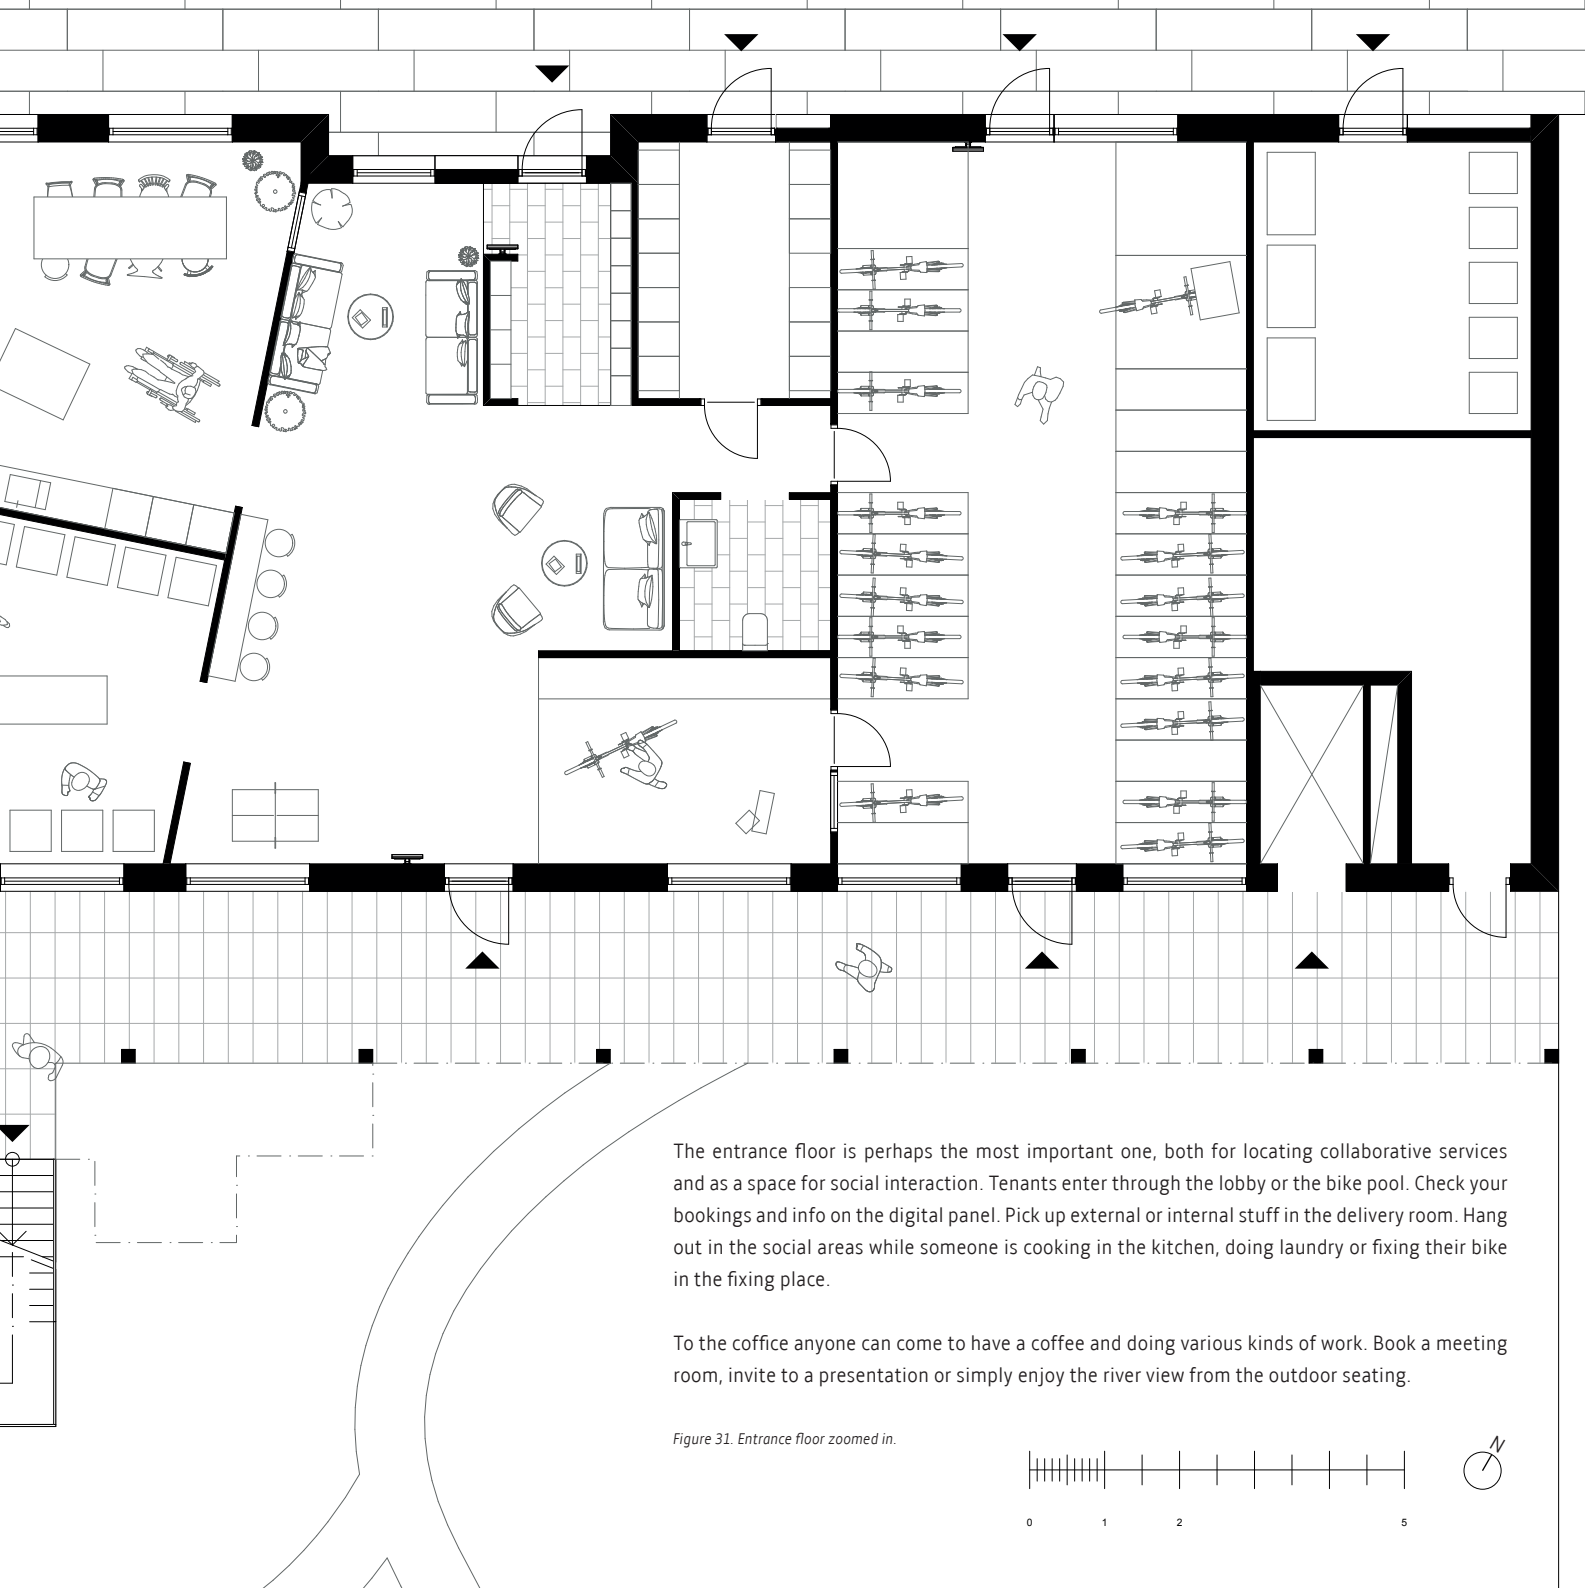 The entrance floor is perhaps the most important one, both for locating collaborative services
and as a space for social interaction. Tenants enter through the lobby or the bike pool. Check your
bookings and info on the digital panel. Pick up external or internal stuff in the delivery room. Hang
out in the social areas while someone is cooking in the kitchen, doing laundry or fixing their bike
in the fixing place.
To the coffice anyone can come to have a coffee and doing various kinds of work. Book a meeting
room, invite to a presentation or simply enjoy the river view from the outdoor seating.
Figure 31. Entrance floor zoomed in.
N
0 1 2 5